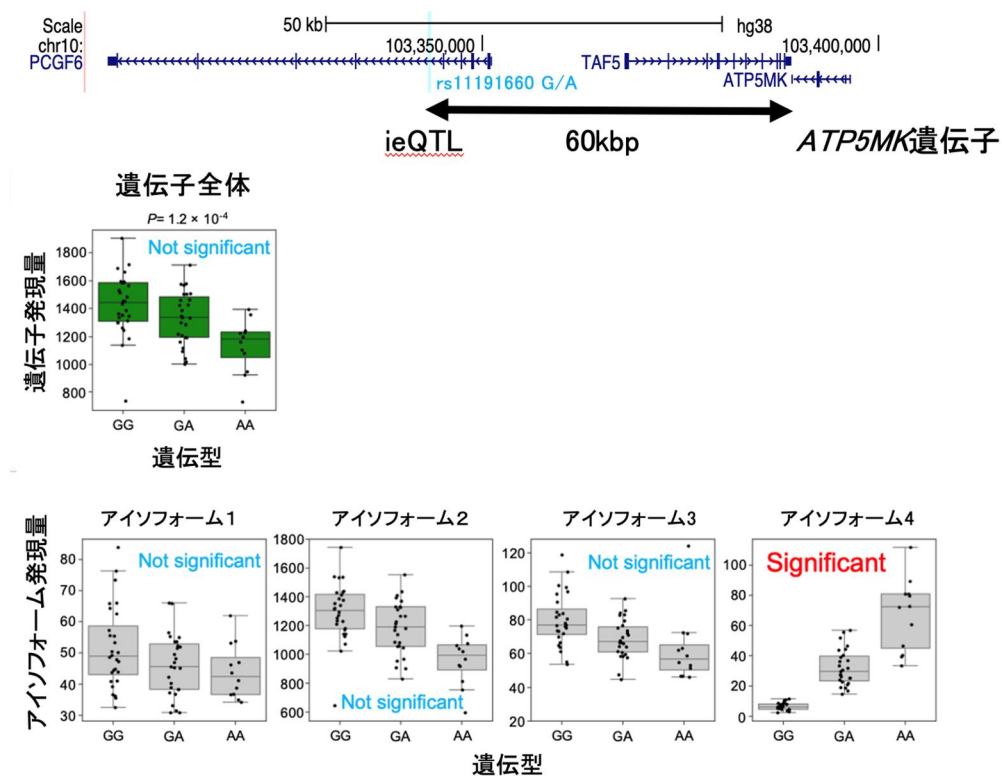 Scale
50 kb
hg38
chr10:
103,350,000
103,400,000
PCGF6
TAF5
ATP5MK
rs11191660 G/A
ieQTL
60kbp
ATP5MK遺伝子
遺伝子全体
P= 1.2 × 10⁻⁴
Not significant
遺伝子発現量
1800
1600
1400
1200
1000
800
GG GA AA
遺伝型
アイソフォーム発現量
アイソフォーム1
Not significant
80
70
60
50
40
30
GG GA AA
アイソフォーム2
1800
1600
1400
1200
1000
800
600
Not significant
GG GA AA
アイソフォーム3
Not significant
120
100
80
60
40
20
GG GA AA
アイソフォーム4
Significant
100
80
60
40
20
0
GG GA AA
遺伝型